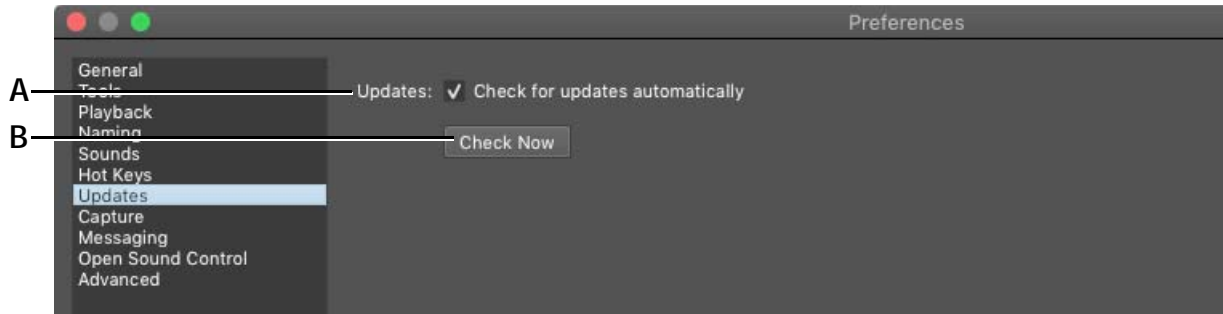 Preferences
General
A Tools Updates: Check for updates automatically
Playback
B Naming Check Now
Sounds
Hot Keys
Updates
Capture
Messaging
Open Sound Control
Advanced